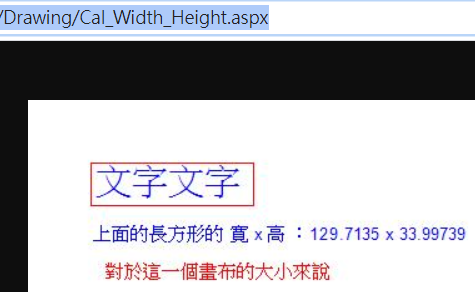 /Drawing/Cal_Width_Height.aspx
文字文字
上面的長方形的 寬 x 高 ：129.7135 x 33.99739
對於這一個畫布的大小來說